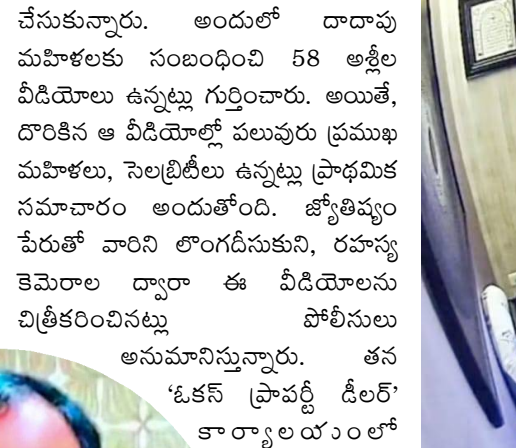 చేసుకున్నారు. అందులో దాదాపు
మహిళలకు సంబంధించి 58 అశ్లీల
వీడియోలు ఉన్నట్లు గుర్తించారు. అయితే,
దొరికిన ఆ వీడియోల్లో పలువురు ప్రముఖ
మహిళలు, సెలబ్రిటీలు ఉన్నట్లు ప్రాథమిక
సమాచారం అందుతోంది. జ్యోతిష్యం
పేరుతో వారిని లొంగదీసుకుని, రహస్య
కెమెరాల ద్వారా ఈ వీడియోలను
చిత్రీకరించినట్లు పోలీసులు
అనుమానిస్తున్నారు. తన
‘ఓకస్ ప్రాపర్టీ డీలర్’
కార్యాలయంలో